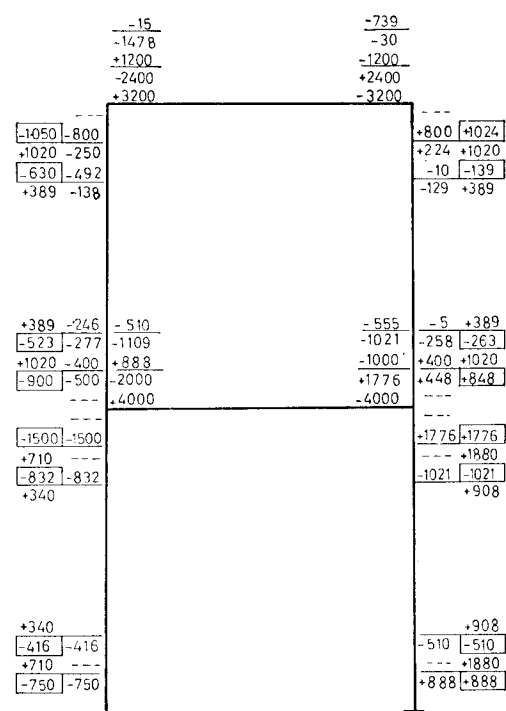 -15 -739
-1478 -30
+1200 -1200
-2400 +2400
+3200 -3200
--- ---
-1050 -800 +800 +1024
+1020 -250 +224 +1020
-630 -492 -10 -139
+389 -138 -129 +389
+389 -246 -510 -555 -5 +389
-523 -277 -1109 -1021 -258 -263
+1020 -400 +888 -1000 +400 +1020
-900 -500 -2000 +1776 +448 +848
--- +4000 -4000 ---
--- ---
-1500 -1500 +1776 +1776
+710 --- --- +1880
-832 -832 -1021 -1021
+340 +908
+340 +908
-416 -416 -510 -510
+710 --- --- +1880
-750 -750 +888 +888